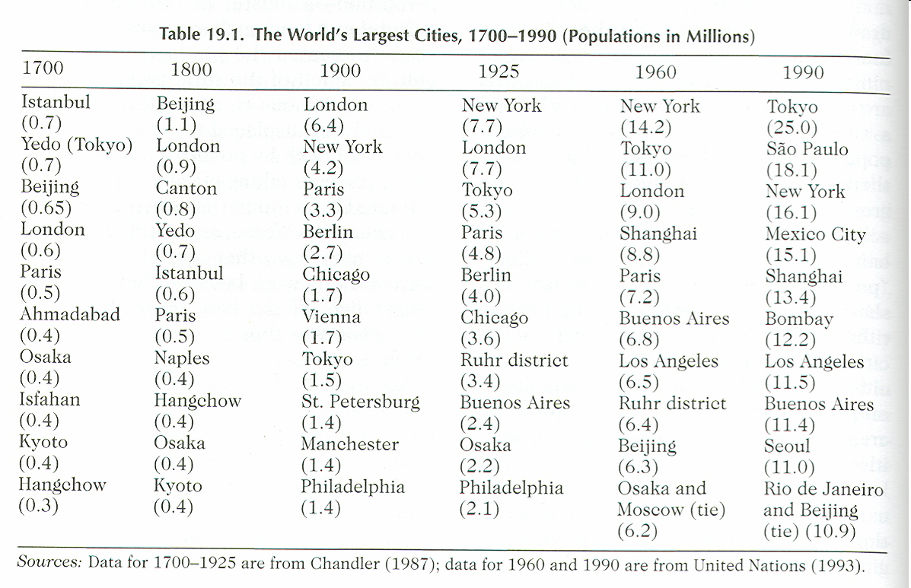 Table 19.1. The World's Largest Cities, 1700–1990 (Populations in Millions)
1700 1800 1900 1925 1960 1990
Istanbul Beijing London New York New York Tokyo
(0.7) (1.1) (6.4) (7.7) (14.2) (25.0)
Yedo (Tokyo) London New York London Tokyo São Paulo
(0.7) (0.9) (4.2) (7.7) (11.0) (18.1)
Beijing Canton Paris Tokyo London New York
(0.65) (0.8) (3.3) (5.3) (9.0) (16.1)
London Yedo Berlin Paris Shanghai Mexico City
(0.6) (0.7) (2.7) (4.8) (8.8) (15.1)
Paris Istanbul Chicago Berlin Paris Shanghai
(0.5) (0.6) (1.7) (4.0) (7.2) (13.4)
Ahmadabad Paris Vienna Chicago Buenos Aires Bombay
(0.4) (0.5) (1.7) (3.6) (6.8) (12.2)
Osaka Naples Tokyo Ruhr district Los Angeles Los Angeles
(0.4) (0.4) (1.5) (3.4) (6.5) (11.5)
Isfahan Hangchow St. Petersburg Buenos Aires Ruhr district Buenos Aires
(0.4) (0.4) (1.4) (2.4) (6.4) (11.4)
Kyoto Osaka Manchester Osaka Beijing Seoul
(0.4) (0.4) (1.4) (2.2) (6.3) (11.0)
Hangchow Kyoto Philadelphia Philadelphia Osaka and Rio de Janeiro
(0.3) (0.4) (1.4) (2.1) Moscow (tie) and Beijing
(6.2) (tie) (10.9)
Sources: Data for 1700–1925 are from Chandler (1987); data for 1960 and 1990 are from United Nations (1993).